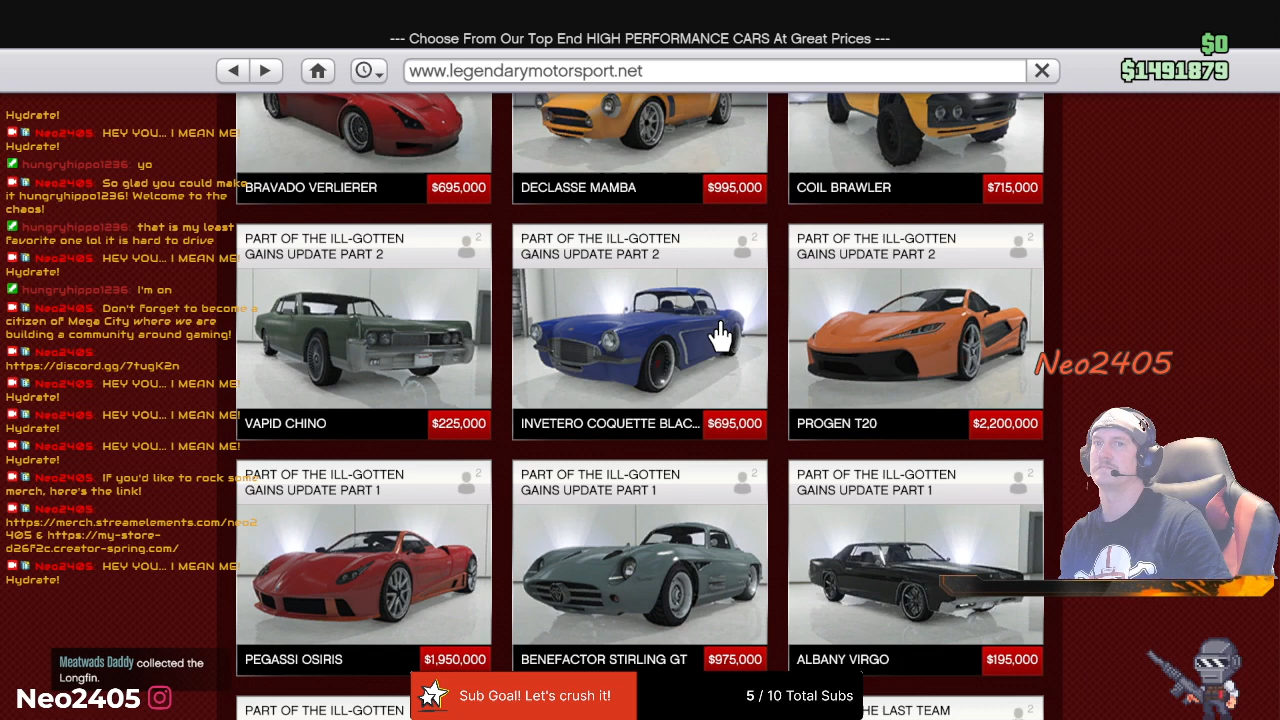 --- Choose From Our Top End HIGH PERFORMANCE CARS At Great Prices ---
$0
www.legendarymotorsport.net
$1491879
Hydrate!
Neo2405: HEY YOU... I MEAN ME!
Hydrate!
hungryhippo1236: yo
Neo2405: So glad you could make
it hungryhippo1236! Welcome to the
chaos!
hungryhippo1236: that is my least
favorite one lol it is hard to drive
Neo2405: HEY YOU... I MEAN ME!
Hydrate!
hungryhippo1236: I'm on
Neo2405: Don't forget to become a
citizen of Mega City where we are
building a community around gaming!
Neo2405:
https://discord.gg/7tugK2n
Neo2405: HEY YOU... I MEAN ME!
Hydrate!
Neo2405: HEY YOU... I MEAN ME!
Hydrate!
Neo2405: HEY YOU... I MEAN ME!
Hydrate!
Neo2405: If you'd like to rock some
merch, here's the link!
Neo2405:
https://merch.streamelements.com/neo2
405 & https://my-store-
d26f2c.creator-spring.com/
Neo2405: HEY YOU... I MEAN ME!
Hydrate!
BRAVADO VERLIERER $695,000
DECLASSE MAMBA $995,000
COIL BRAWLER $715,000
PART OF THE ILL-GOTTEN
GAINS UPDATE PART 2
2
VAPID CHINO $225,000
PART OF THE ILL-GOTTEN
GAINS UPDATE PART 2
2
INVETERO COQUETTE BLAC... $695,000
PART OF THE ILL-GOTTEN
GAINS UPDATE PART 2
2
PROGEN T20 $2,200,000
Neo2405
PART OF THE ILL-GOTTEN
GAINS UPDATE PART 1
2
PEGASSI OSIRIS $1,950,000
PART OF THE ILL-GOTTEN
GAINS UPDATE PART 1
2
BENEFACTOR STIRLING GT $975,000
PART OF THE ILL-GOTTEN
GAINS UPDATE PART 1
2
ALBANY VIRGO $195,000
Meatwads Daddy collected the
Longfin.
Neo2405
PART OF THE ILL-GOTTEN
Sub Goal! Let's crush it! 5 / 10 Total Subs
HE LAST TEAM